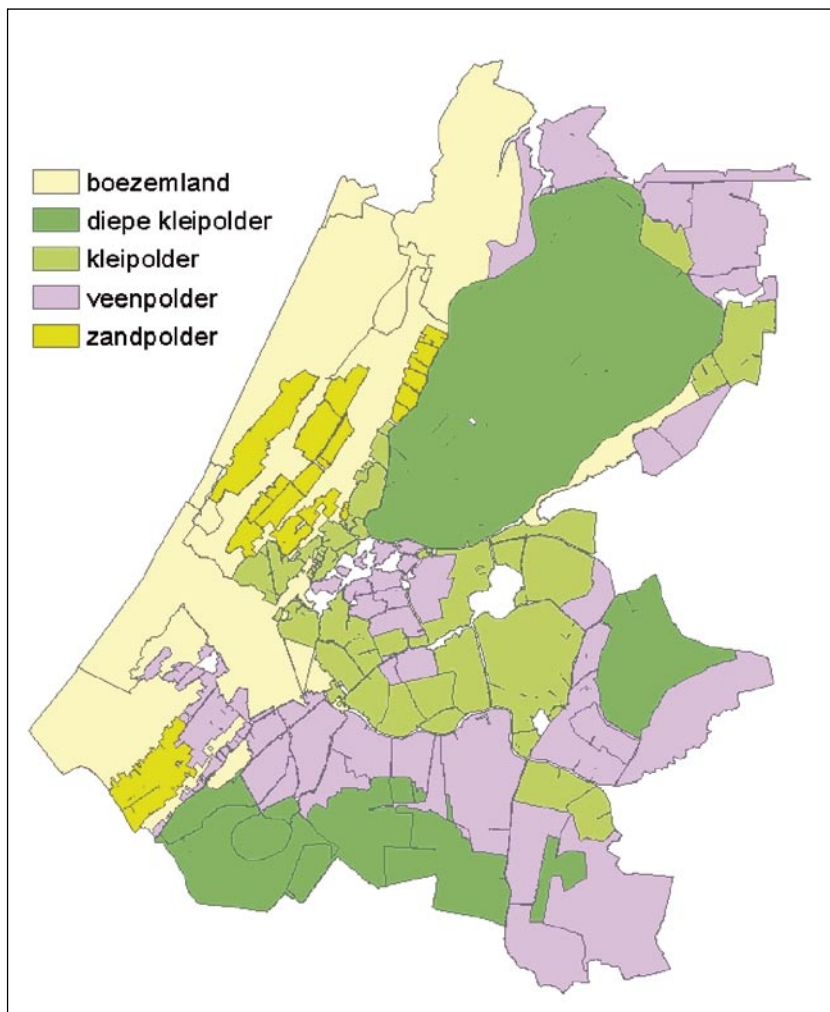 boezemland
diepe kleipolder
kleipolder
veenpolder
zandpolder